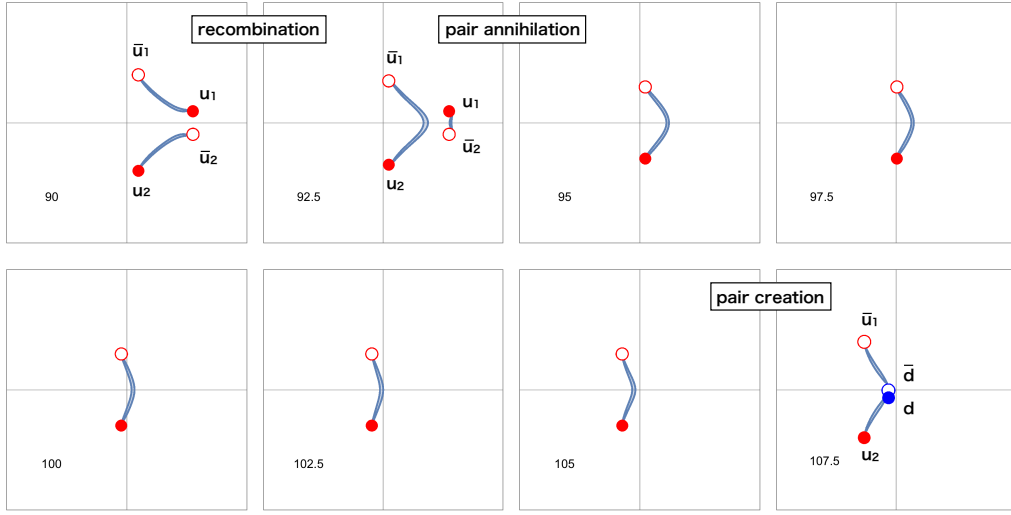 recombination
pair annihilation
ū1
u1
ū2
u2
90
ū1
u1
ū2
u2
92.5
95
97.5
pair creation
100
102.5
105
ū1
d̄
d
u2
107.5